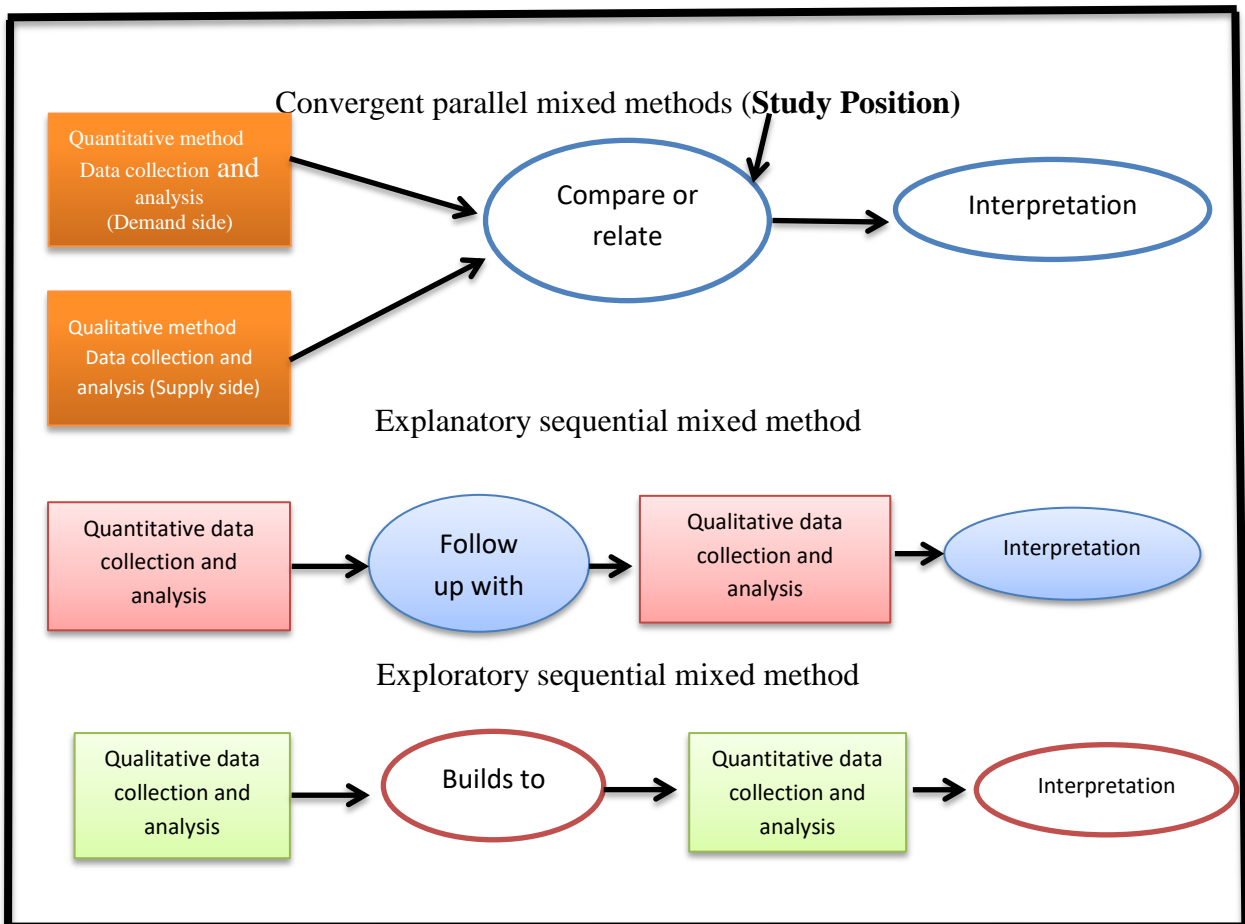 Convergent parallel mixed methods (Study Position)
Quantitative method
Data collection and
analysis
(Demand side)
Compare or
relate
Interpretation
Qualitative method
Data collection and
analysis (Supply side)
Explanatory sequential mixed method
Quantitative data
collection and
analysis
Follow
up with
Qualitative data
collection and
analysis
Interpretation
Exploratory sequential mixed method
Qualitative data
collection and
analysis
Builds to
Quantitative data
collection and
analysis
Interpretation